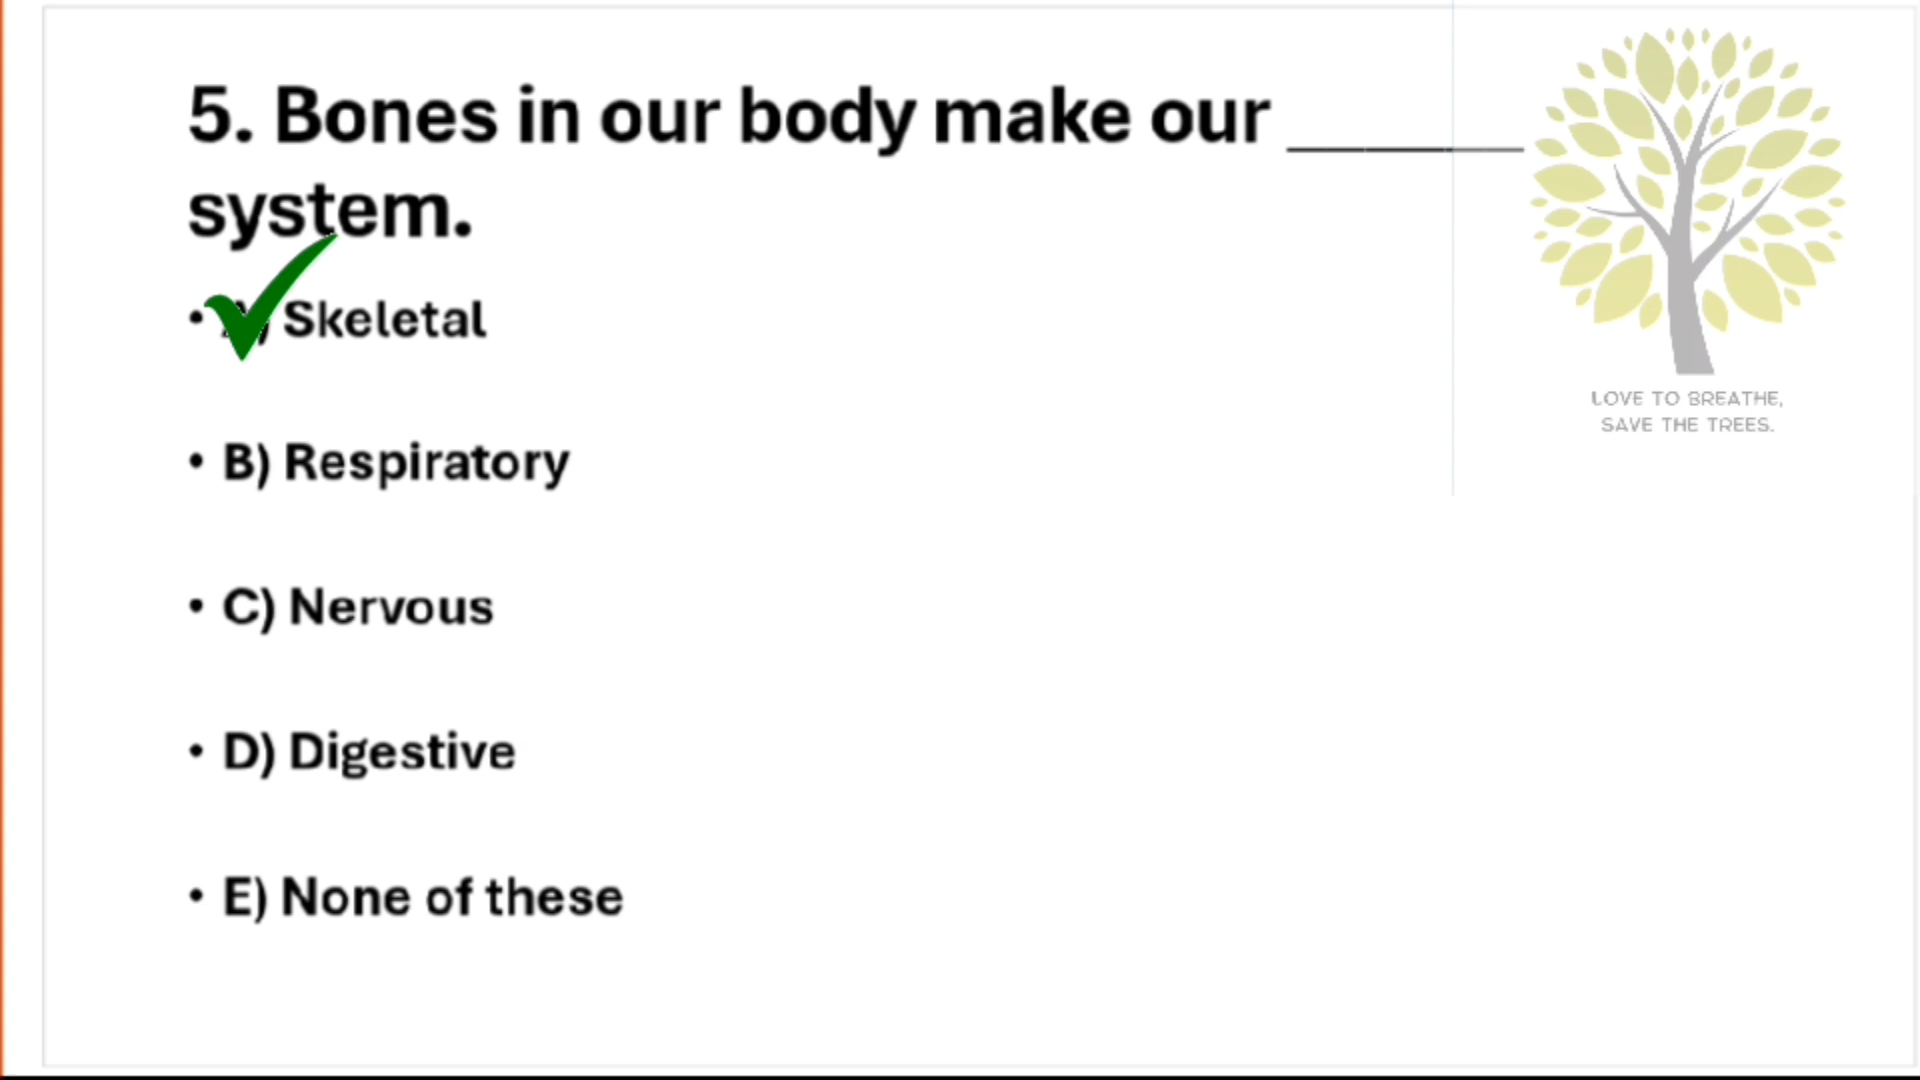 5. Bones in our body make our ________
system.
• A) Skeletal
• B) Respiratory
• C) Nervous
• D) Digestive
• E) None of these
LOVE TO BREATHE,
SAVE THE TREES.